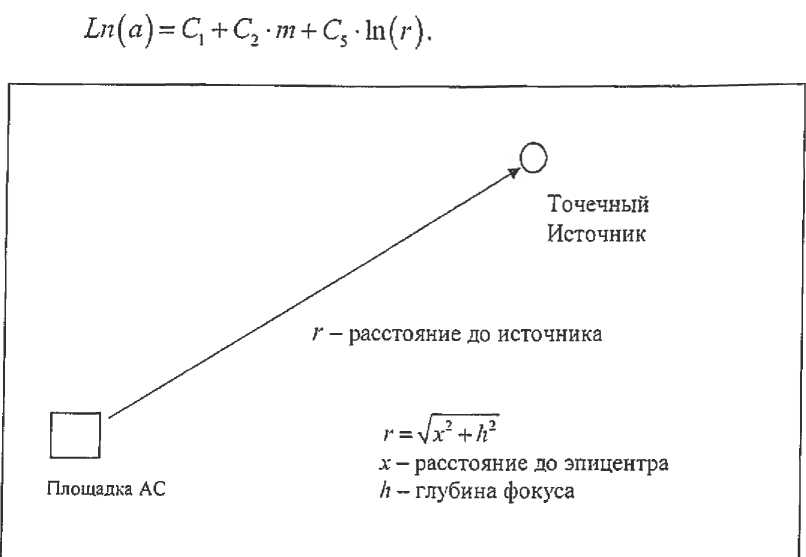 Ln(a) = C₁ + C₂ · m + C₅ · ln(r).
Точечный
Источник
r – расстояние до источника
r = √x² + h²
x – расстояние до эпицентра
Площадка АС
h – глубина фокуса